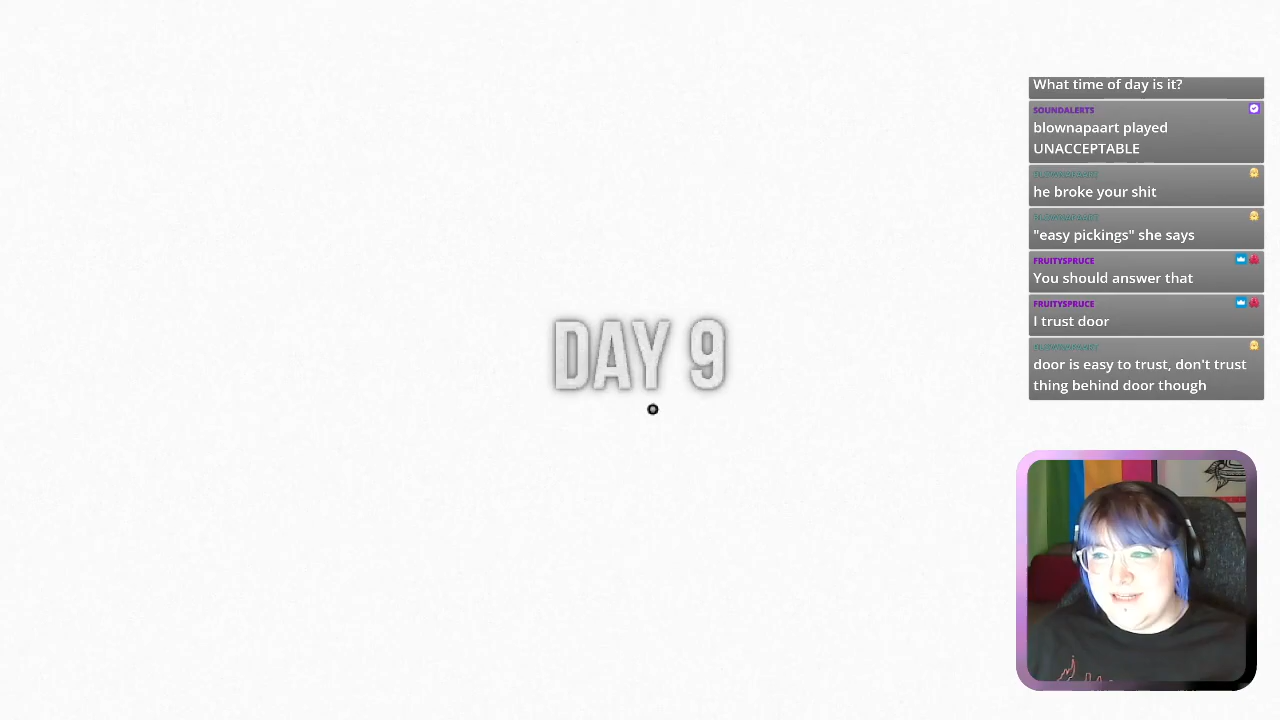 What time of day is it?
SOUNDALERTS
blownapaart played
UNACCEPTABLE
he broke your shit
"easy pickings" she says
FRUITYSPRUCE
You should answer that
FRUITYSPRUCE
I trust door
door is easy to trust, don't trust
thing behind door though
DAY 9